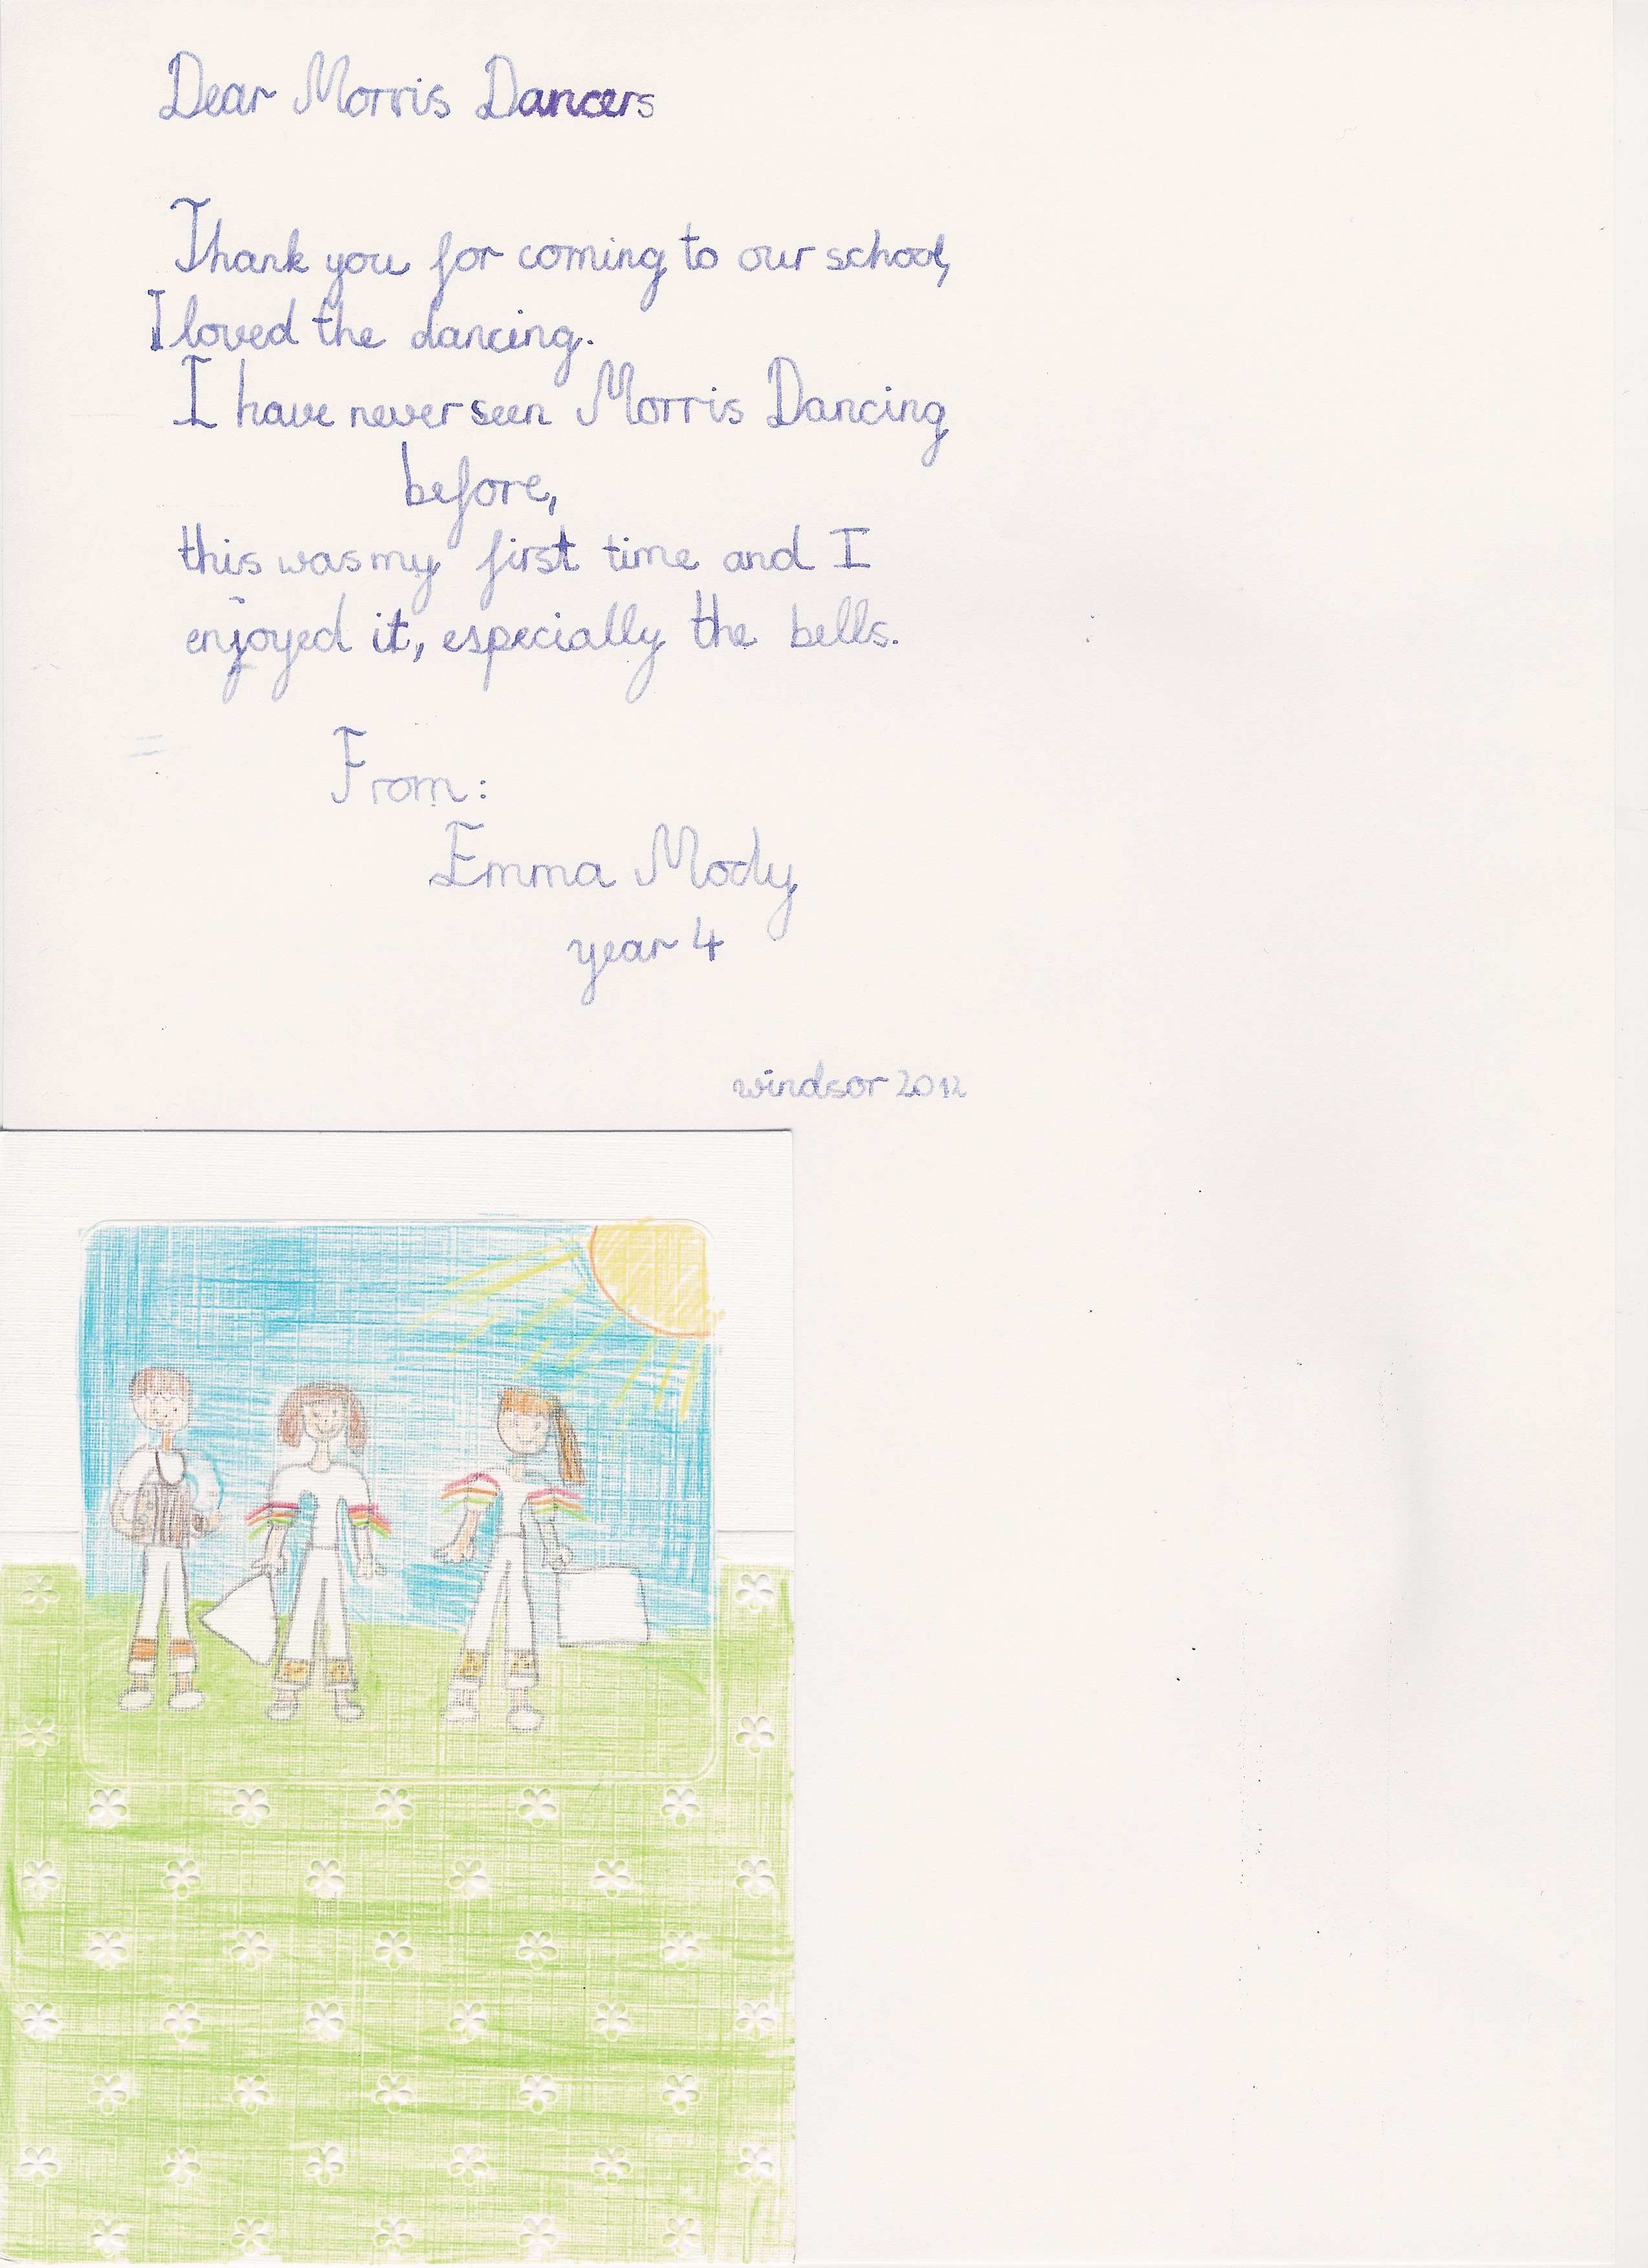 Dear Morris Dancers
Thank you for coming to our school,
I loved the dancing.
I have never seen Morris Dancing
before,
this was my first time and I
enjoyed it, especially the bells.
From:
Emma Mody
year 4
windsor 2012